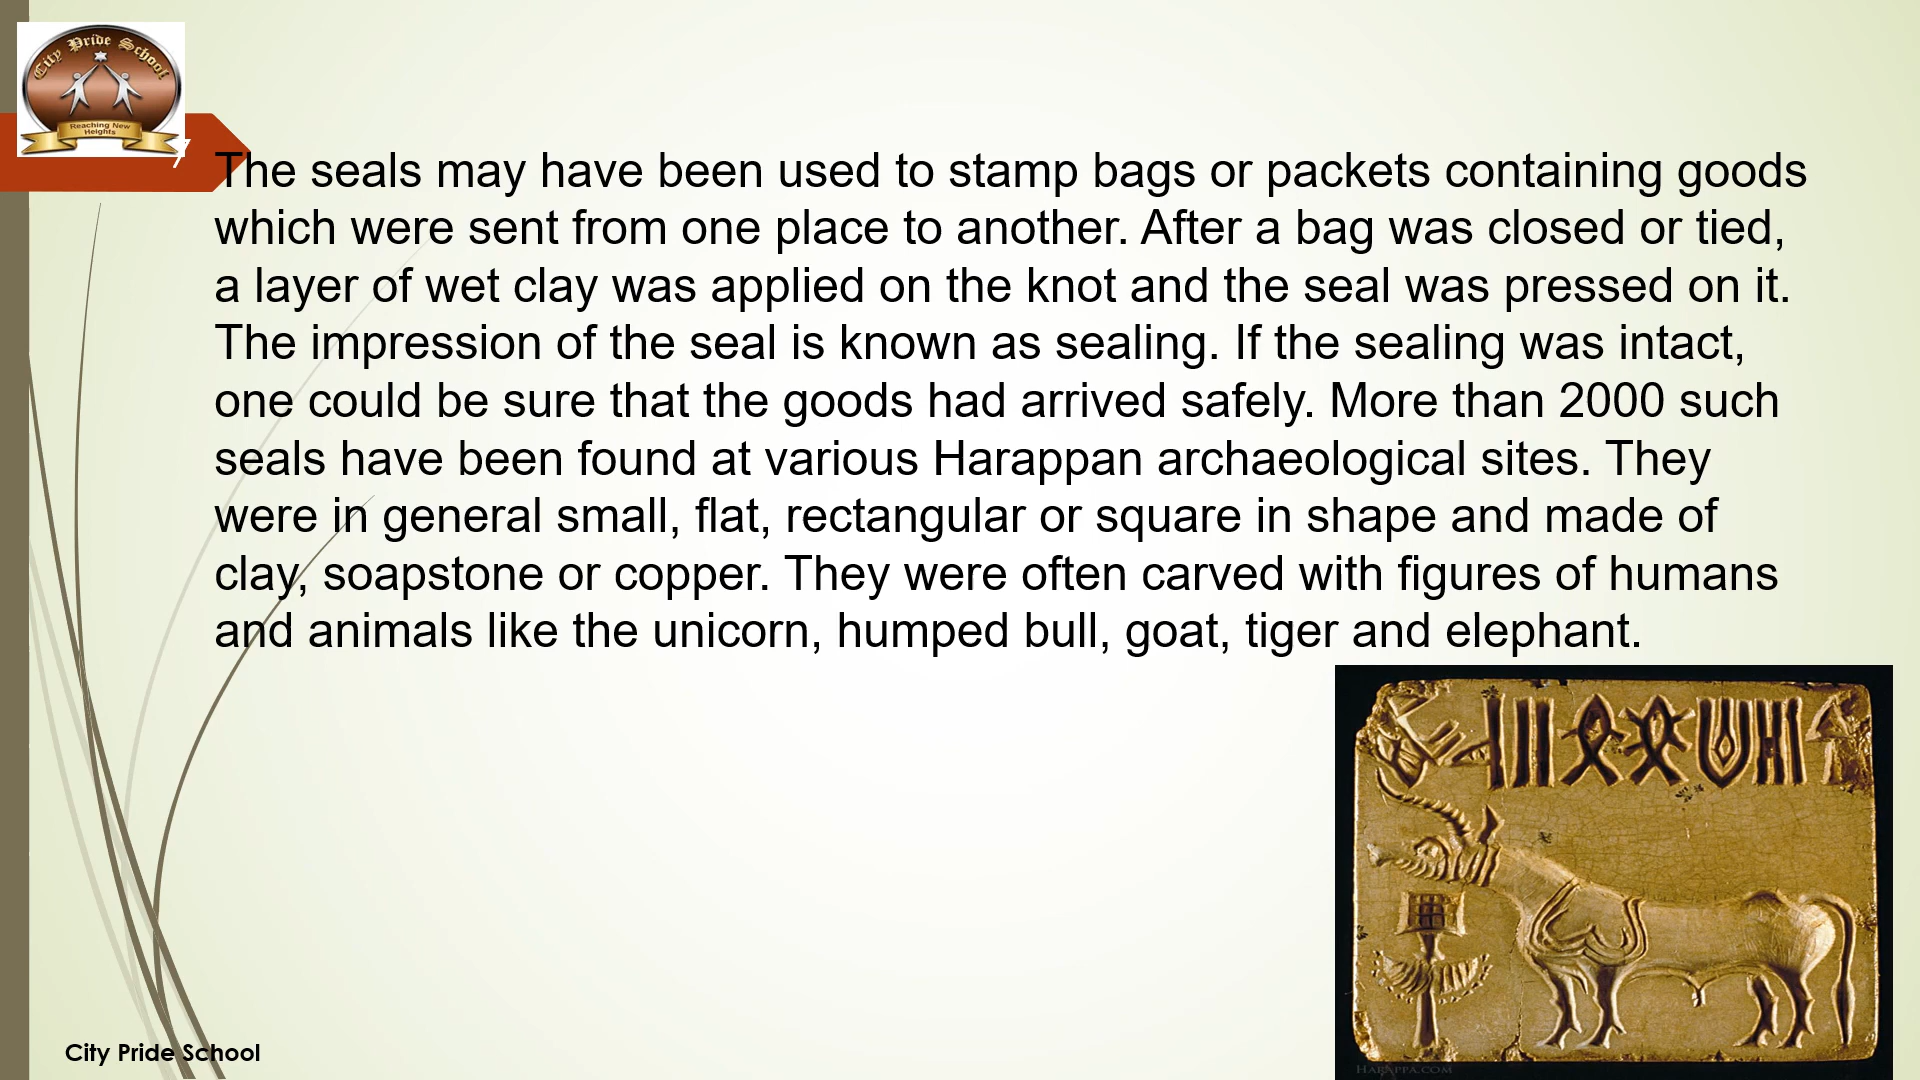 City Pride School
Reaching New
Heights
7
The seals may have been used to stamp bags or packets containing goods
which were sent from one place to another. After a bag was closed or tied,
a layer of wet clay was applied on the knot and the seal was pressed on it.
The impression of the seal is known as sealing. If the sealing was intact,
one could be sure that the goods had arrived safely. More than 2000 such
seals have been found at various Harappan archaeological sites. They
were in general small, flat, rectangular or square in shape and made of
clay, soapstone or copper. They were often carved with figures of humans
and animals like the unicorn, humped bull, goat, tiger and elephant.
HARAPPA.COM
City Pride School